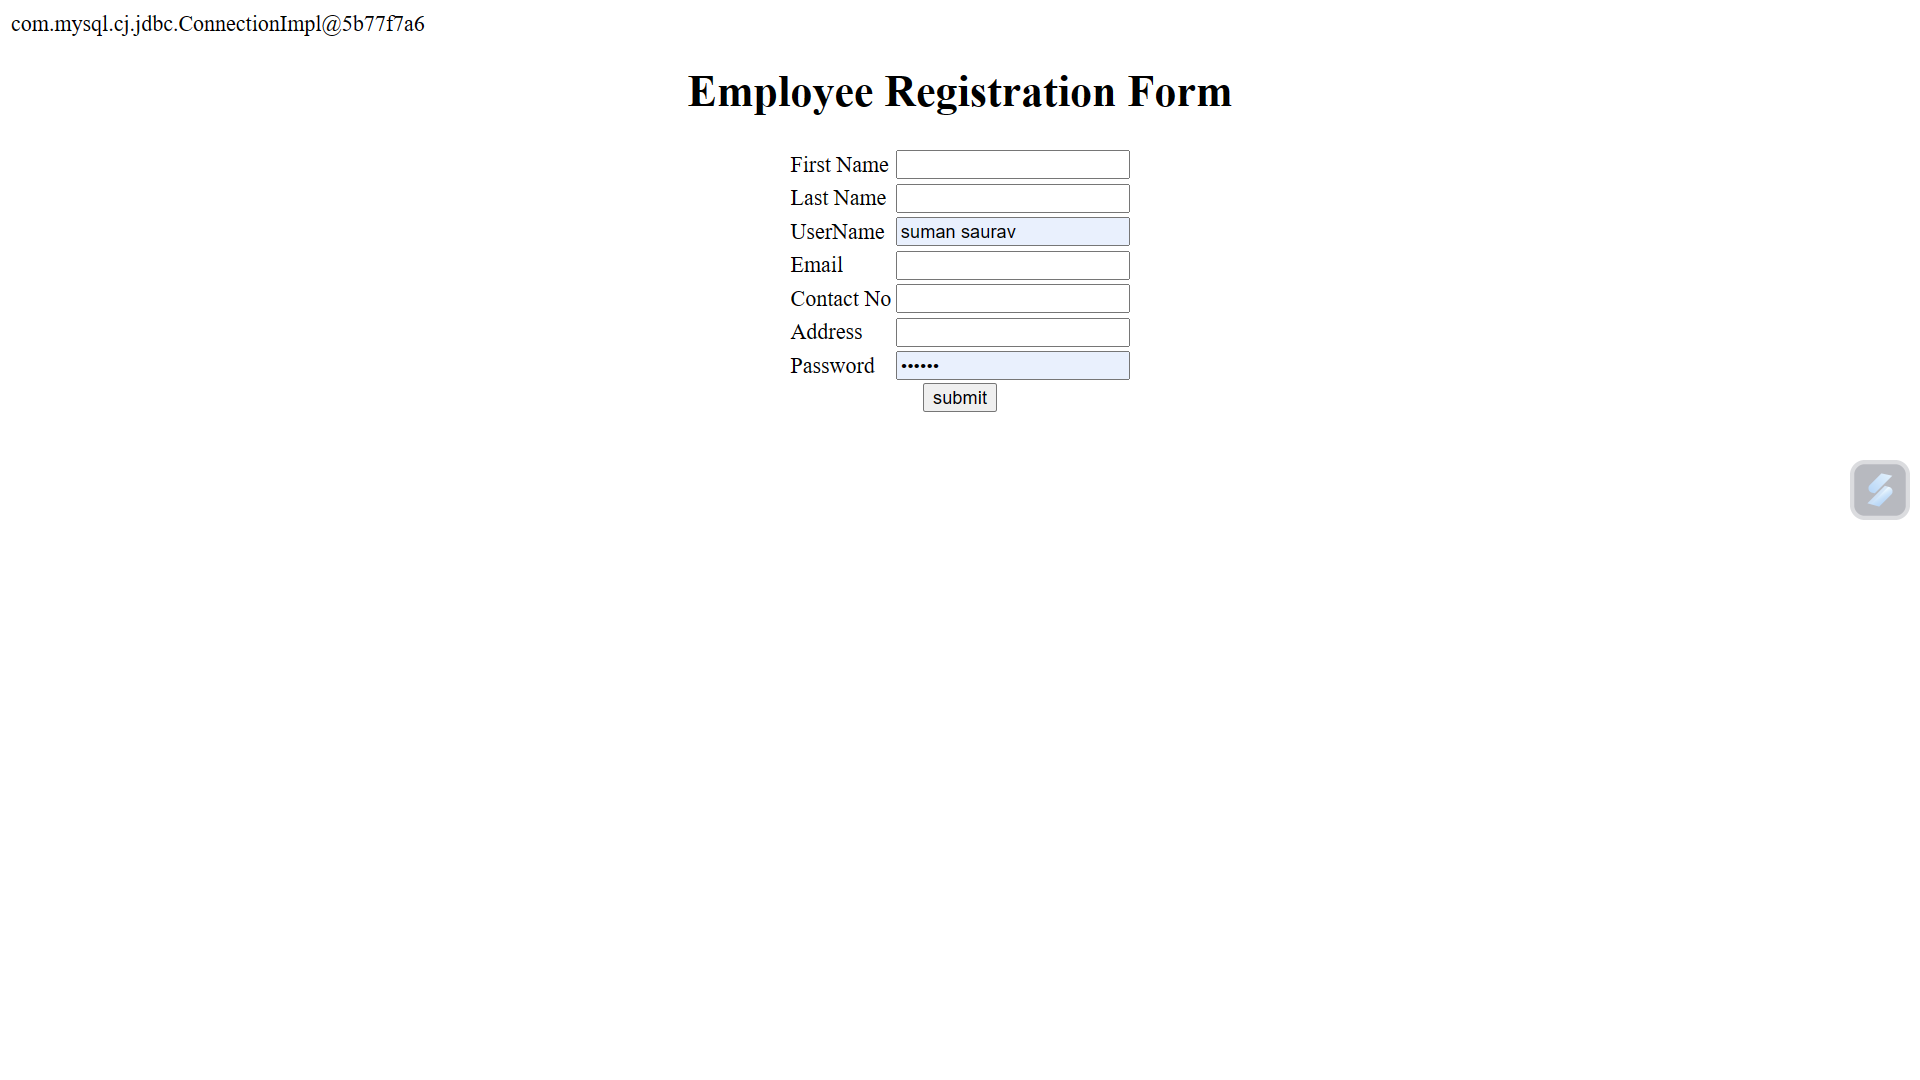 com.mysql.cj.jdbc.ConnectionImpl@5b77f7a6
Employee Registration Form
First Name
Last Name
UserName suman saurav
Email
Contact No
Address
Password ••••••
submit